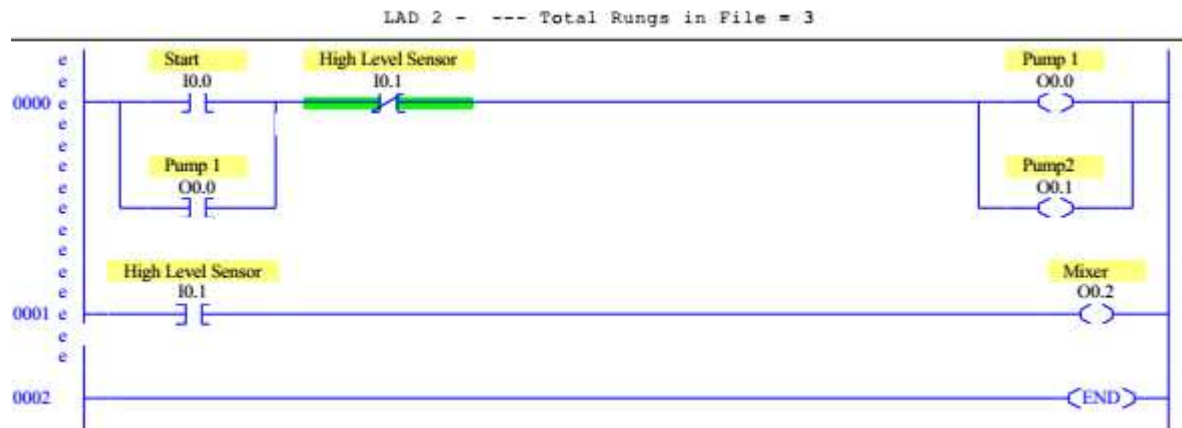 LAD 2 -  --- Total Rungs in File = 3
e
Start High Level Sensor Pump 1
e
I0.0 I0.1 O0.0
0000 e
e
e
e
Pump 1 Pump2
e
O0.0 O0.1
e
e
e
e
High Level Sensor Mixer
e
I0.1 O0.2
0001 e
e
e
0002 END